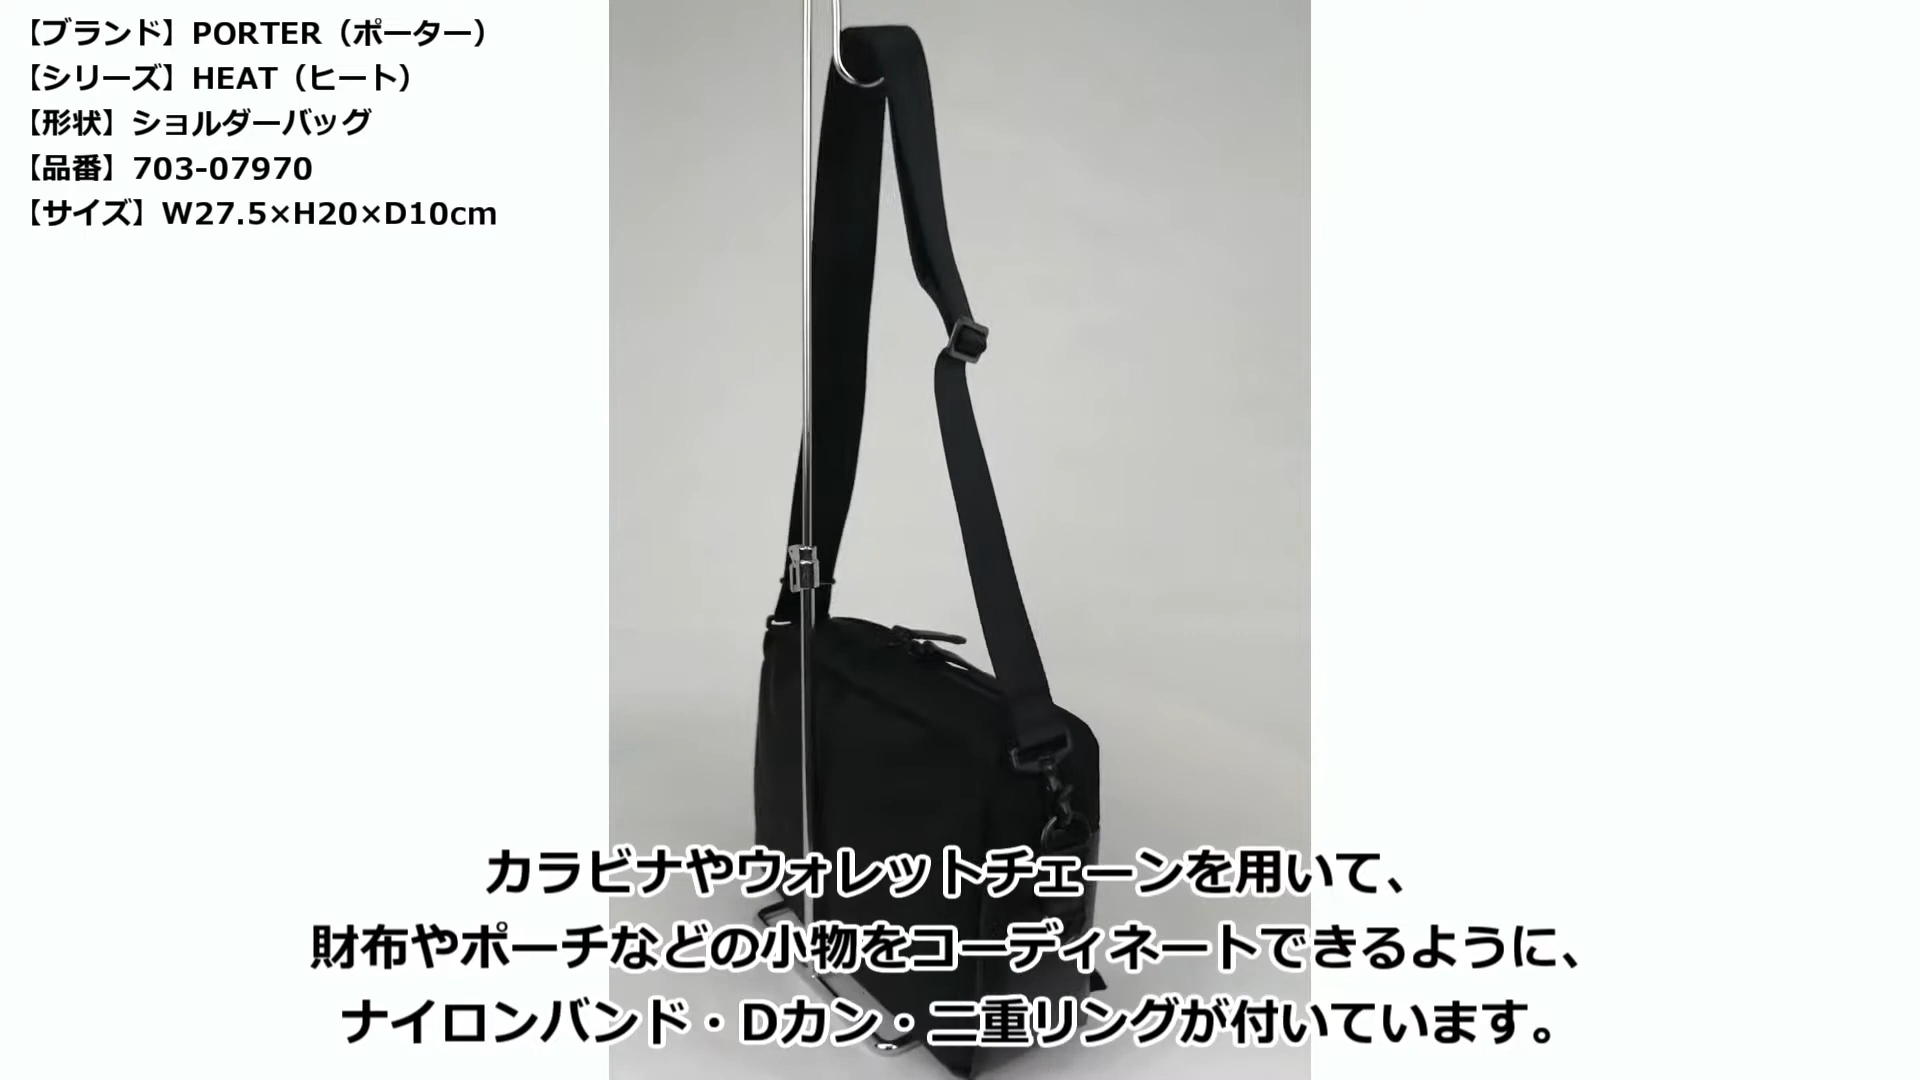 【ブランド】PORTER（ポーター）
【シリーズ】HEAT（ヒート）
【形状】ショルダーバッグ
【品番】703-07970
【サイズ】W27.5×H20×D10cm
カラビナやウォレットチェーンを用いて、
財布やポーチなどの小物をコーディネートできるように、
ナイロンバンド・Dカン・二重リングが付いています。